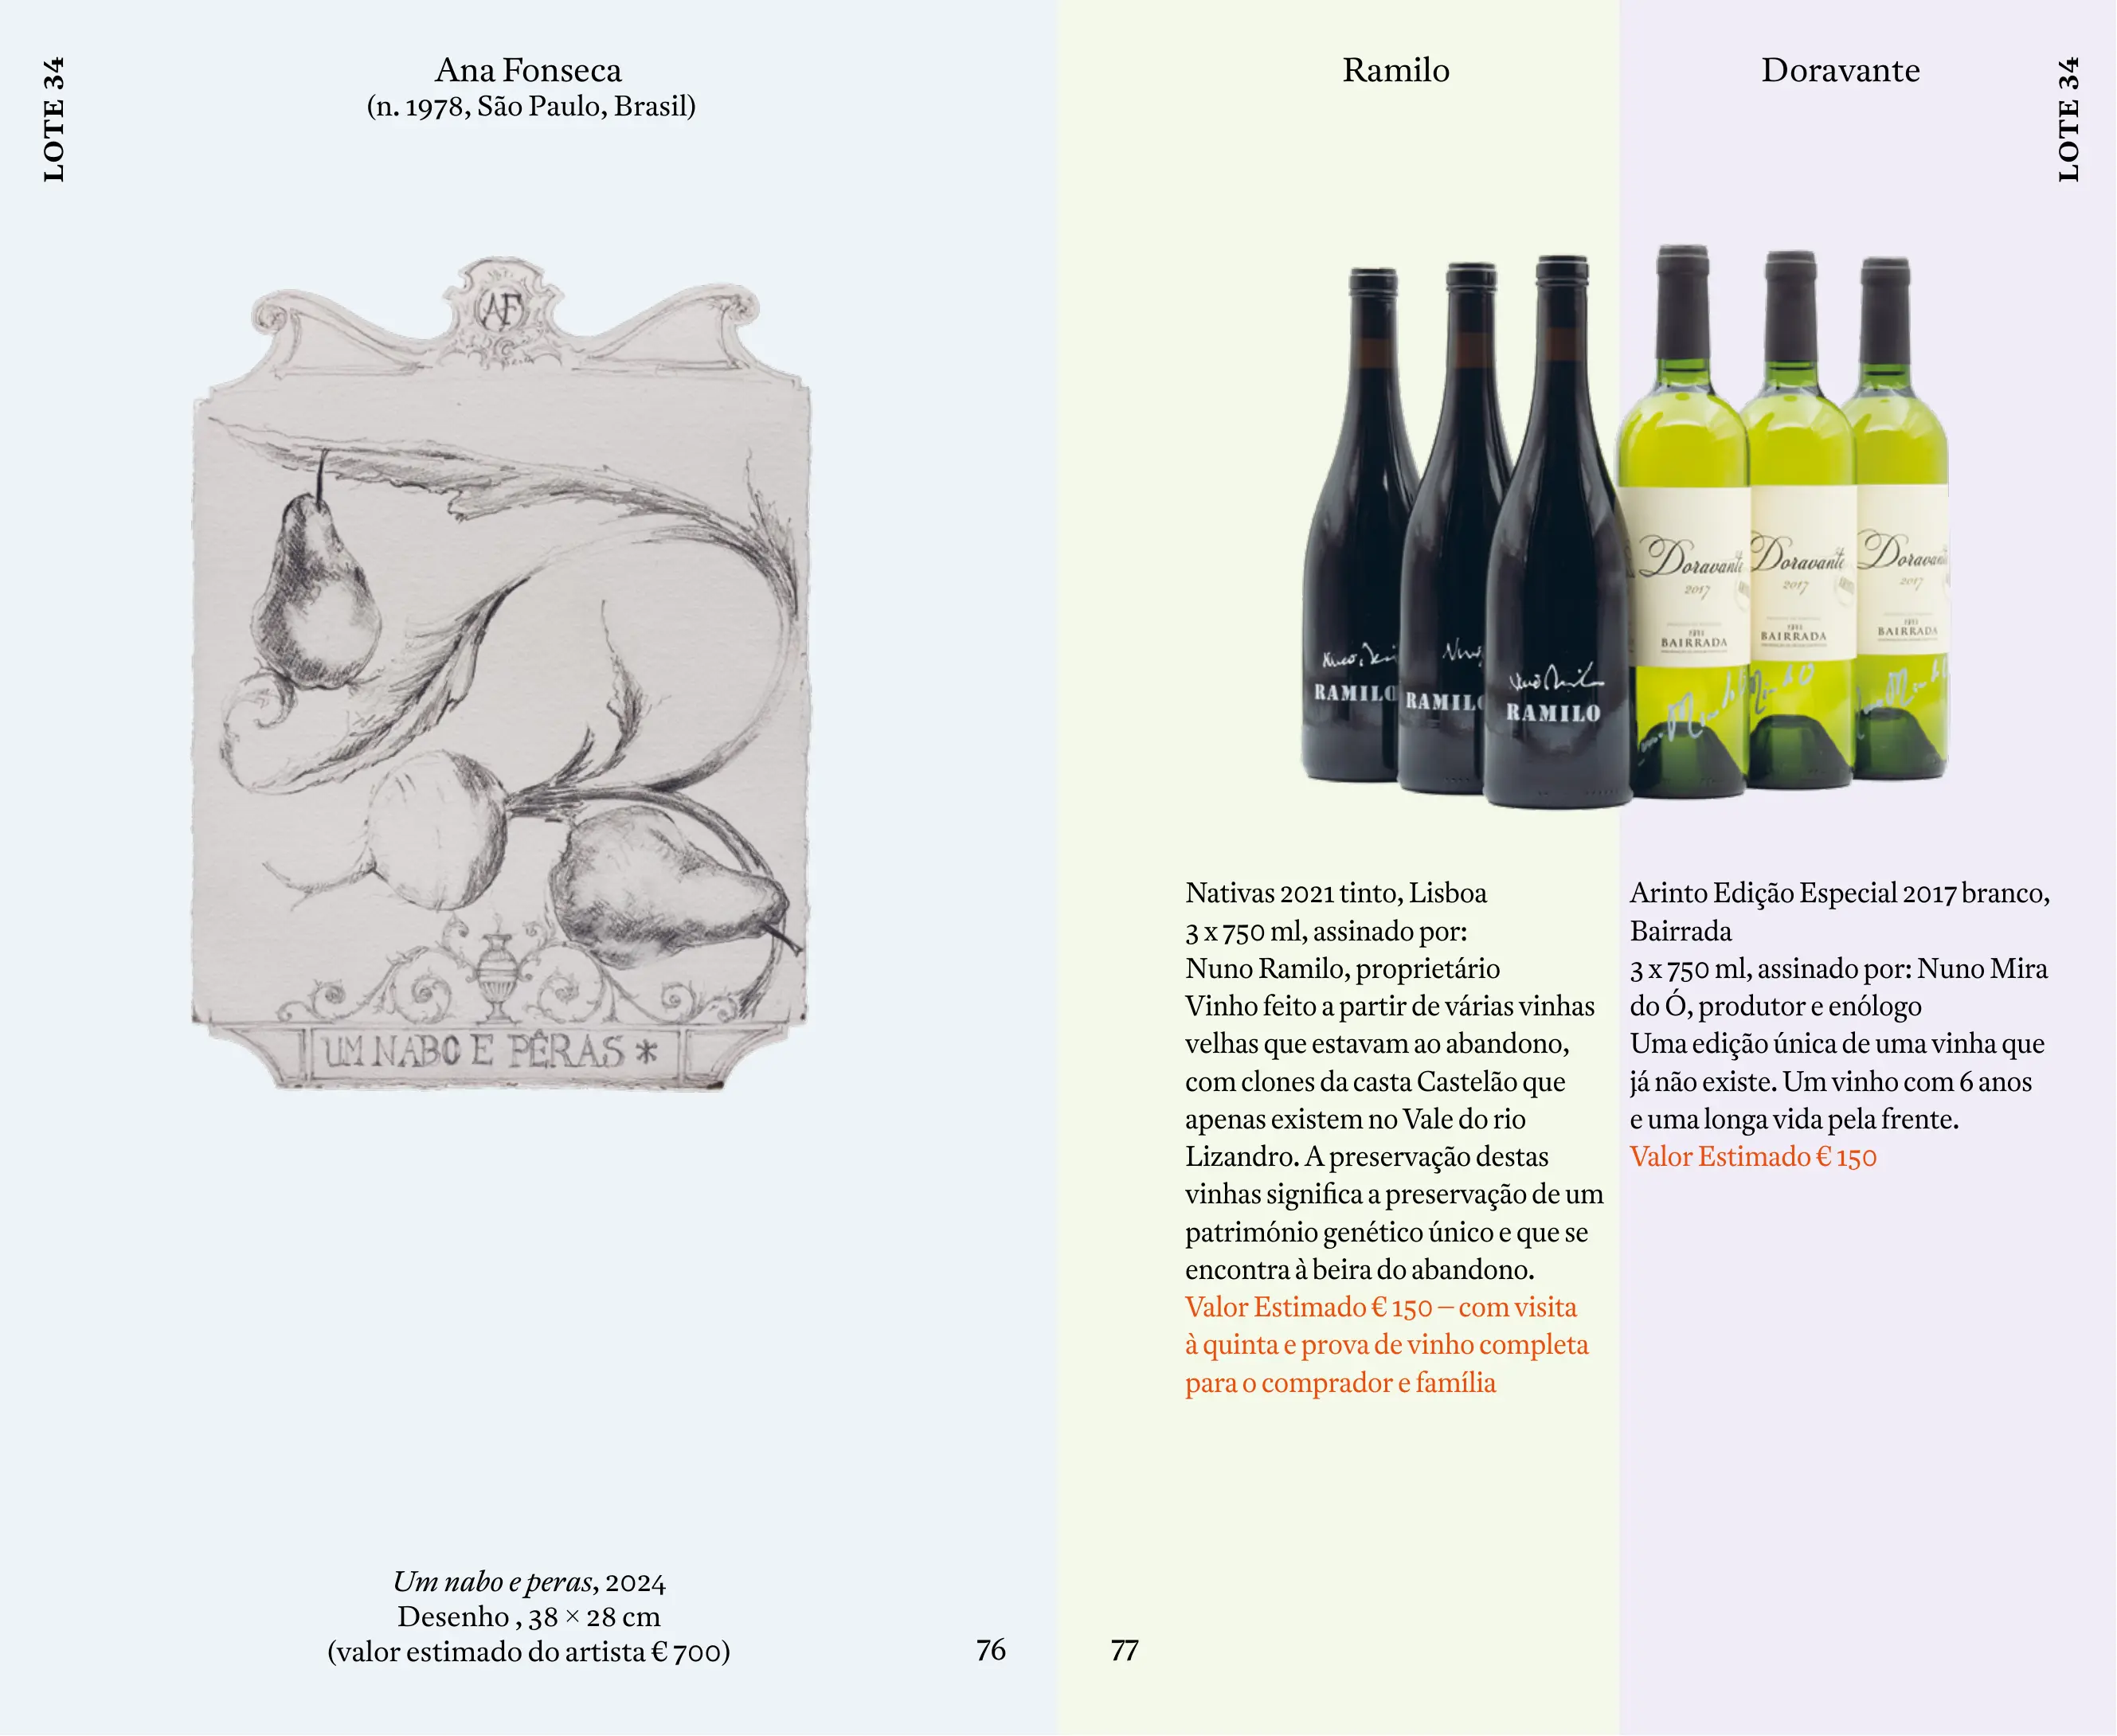 LOTE 34
Ana Fonseca
(n. 1978, São Paulo, Brasil)
AF
UM NABO E PÊRAS *
Um nabo e peras, 2024
Desenho , 38 × 28 cm
(valor estimado do artista € 700)
76
Ramilo
RAMILO
RAMILO
RAMILO
Nativas 2021 tinto, Lisboa
3 x 750 ml, assinado por:
Nuno Ramilo, proprietário
Vinho feito a partir de várias vinhas
velhas que estavam ao abandono,
com clones da casta Castelão que
apenas existem no Vale do rio
Lizandro. A preservação destas
vinhas significa a preservação de um
património genético único e que se
encontra à beira do abandono.
Valor Estimado € 150 – com visita
à quinta e prova de vinho completa
para o comprador e família
77
Doravante
LOTE 34
Doravante
2017
BAIRRADA
Doravante
2017
BAIRRADA
Doravante
2017
BAIRRADA
Arinto Edição Especial 2017 branco,
Bairrada
3 x 750 ml, assinado por: Nuno Mira
do Ó, produtor e enólogo
Uma edição única de uma vinha que
já não existe. Um vinho com 6 anos
e uma longa vida pela frente.
Valor Estimado € 150